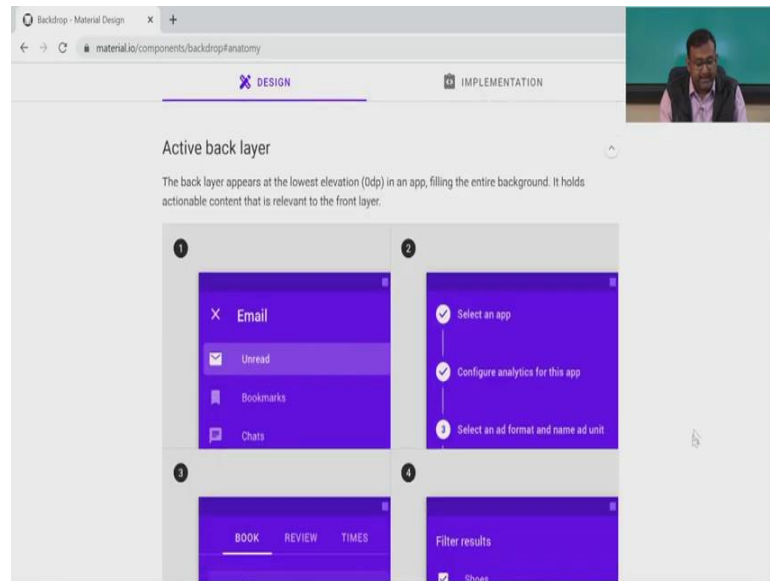 Backdrop - Material Design
material.io/components/backdrop#anatomy
DESIGN
IMPLEMENTATION
Active back layer
The back layer appears at the lowest elevation (0dp) in an app, filling the entire background. It holds
actionable content that is relevant to the front layer.
1
2
Email
Unread
Bookmarks
Chats
Select an app
Configure analytics for this app
3 Select an ad format and name ad unit
3
4
BOOK REVIEW TIMES
Filter results
Shoes